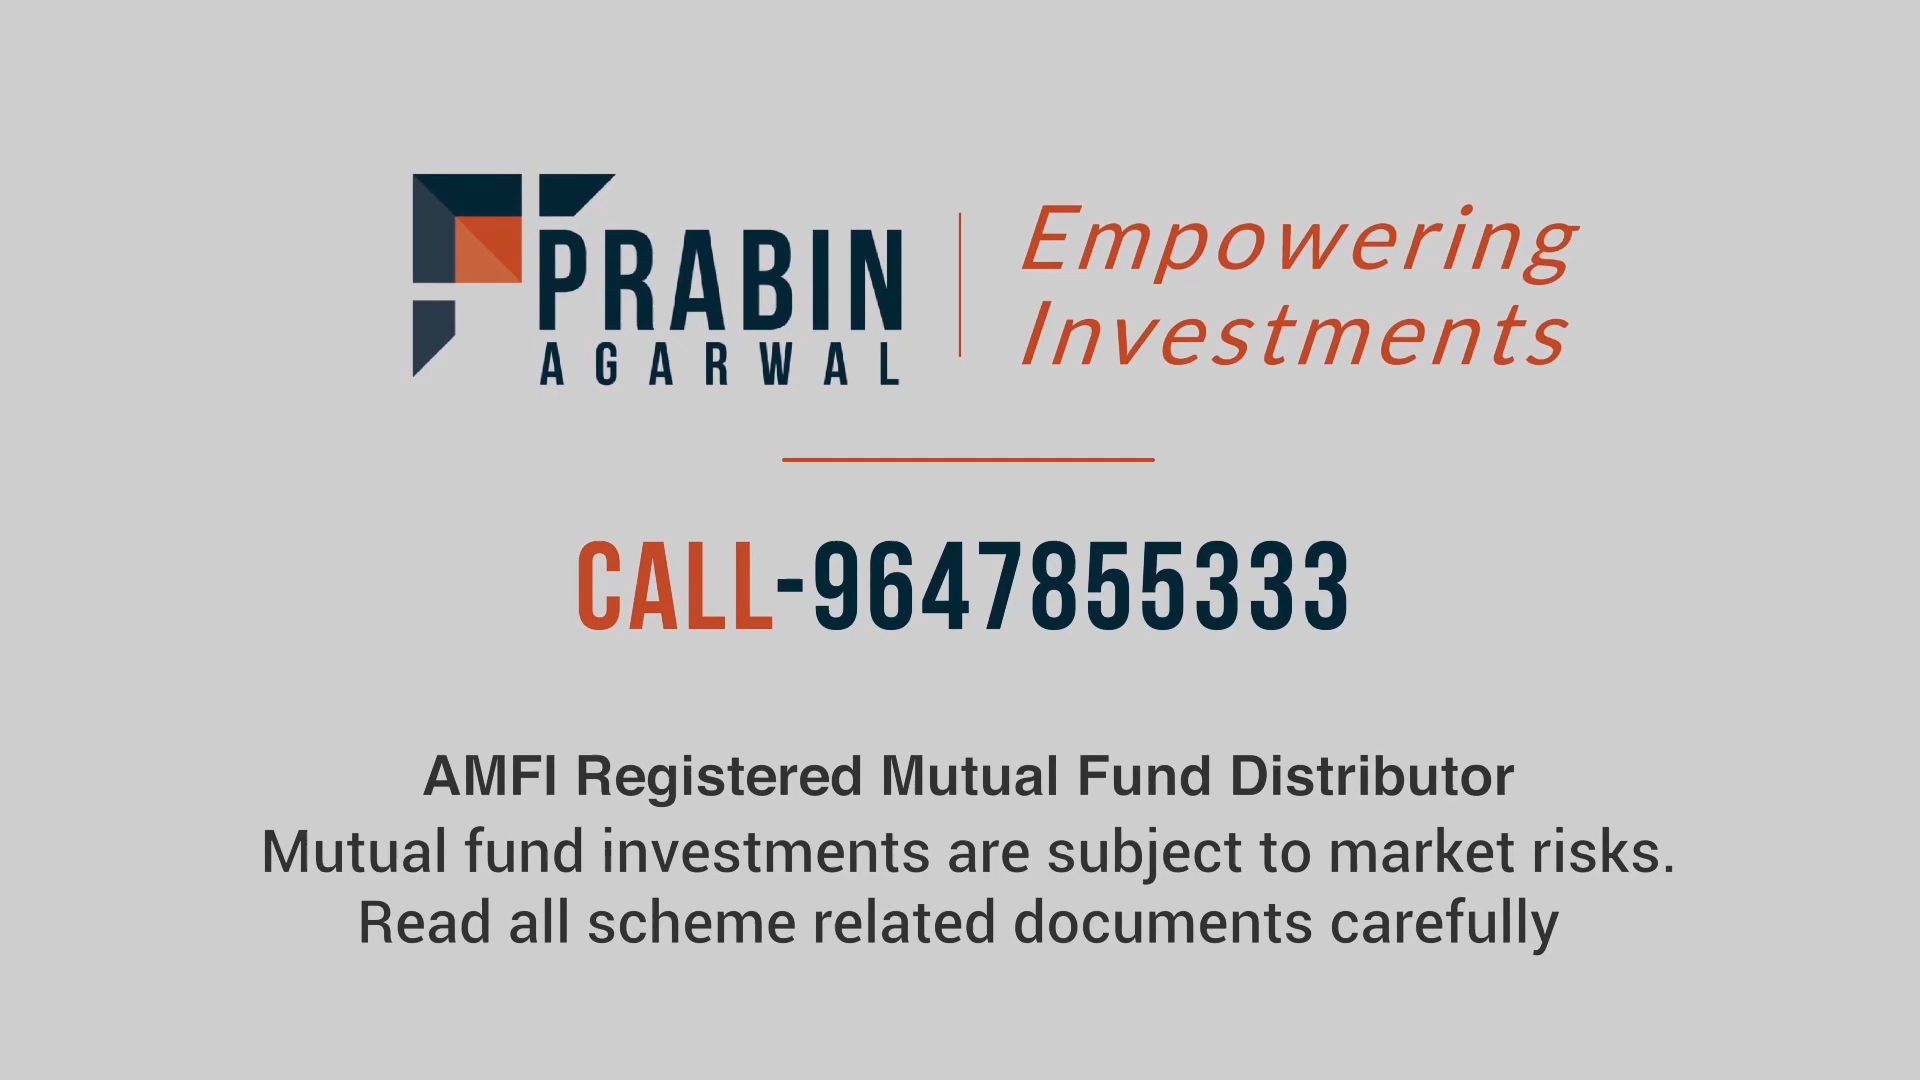 PRABIN
AGARWAL
Empowering
Investments
CALL-9647855333
AMFI Registered Mutual Fund Distributor
Mutual fund investments are subject to market risks.
Read all scheme related documents carefully